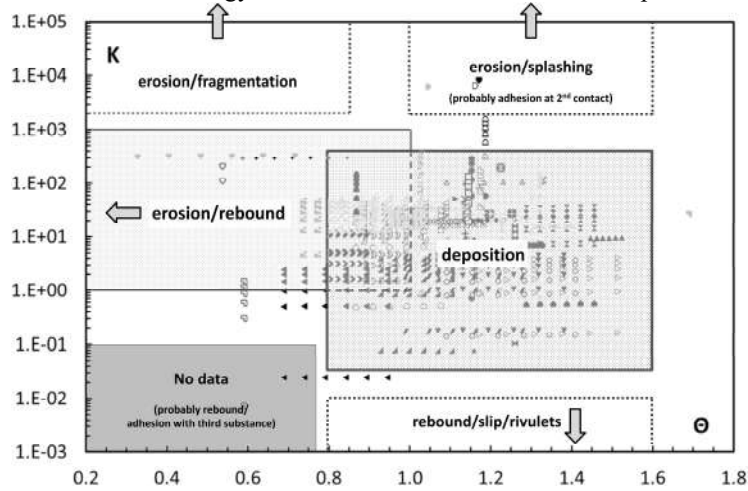 1.E+05
K
erosion/fragmentation
erosion/splashing
(probably adhesion at 2nd contact)
1.E+04
1.E+03
1.E+02
erosion/rebound
1.E+01
deposition
1.E+00
1.E-01
No data
(probably rebound/
adhesion with third substance)
1.E-02
rebound/slip/rivulets
Θ
1.E-03
0.2 0.4 0.6 0.8 1.0 1.2 1.4 1.6 1.8